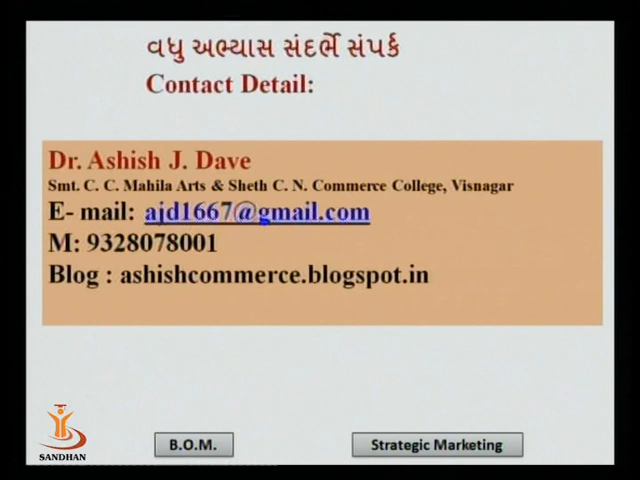 વધુ અભ્યાસ સંદર્ભે સંપર્ક
Contact Detail:
Dr. Ashish J. Dave
Smt. C. C. Mahila Arts & Sheth C. N. Commerce College, Visnagar
E- mail: ajd1667@gmail.com
M: 9328078001
Blog : ashishcommerce.blogspot.in
SANDHAN
B.O.M.
Strategic Marketing